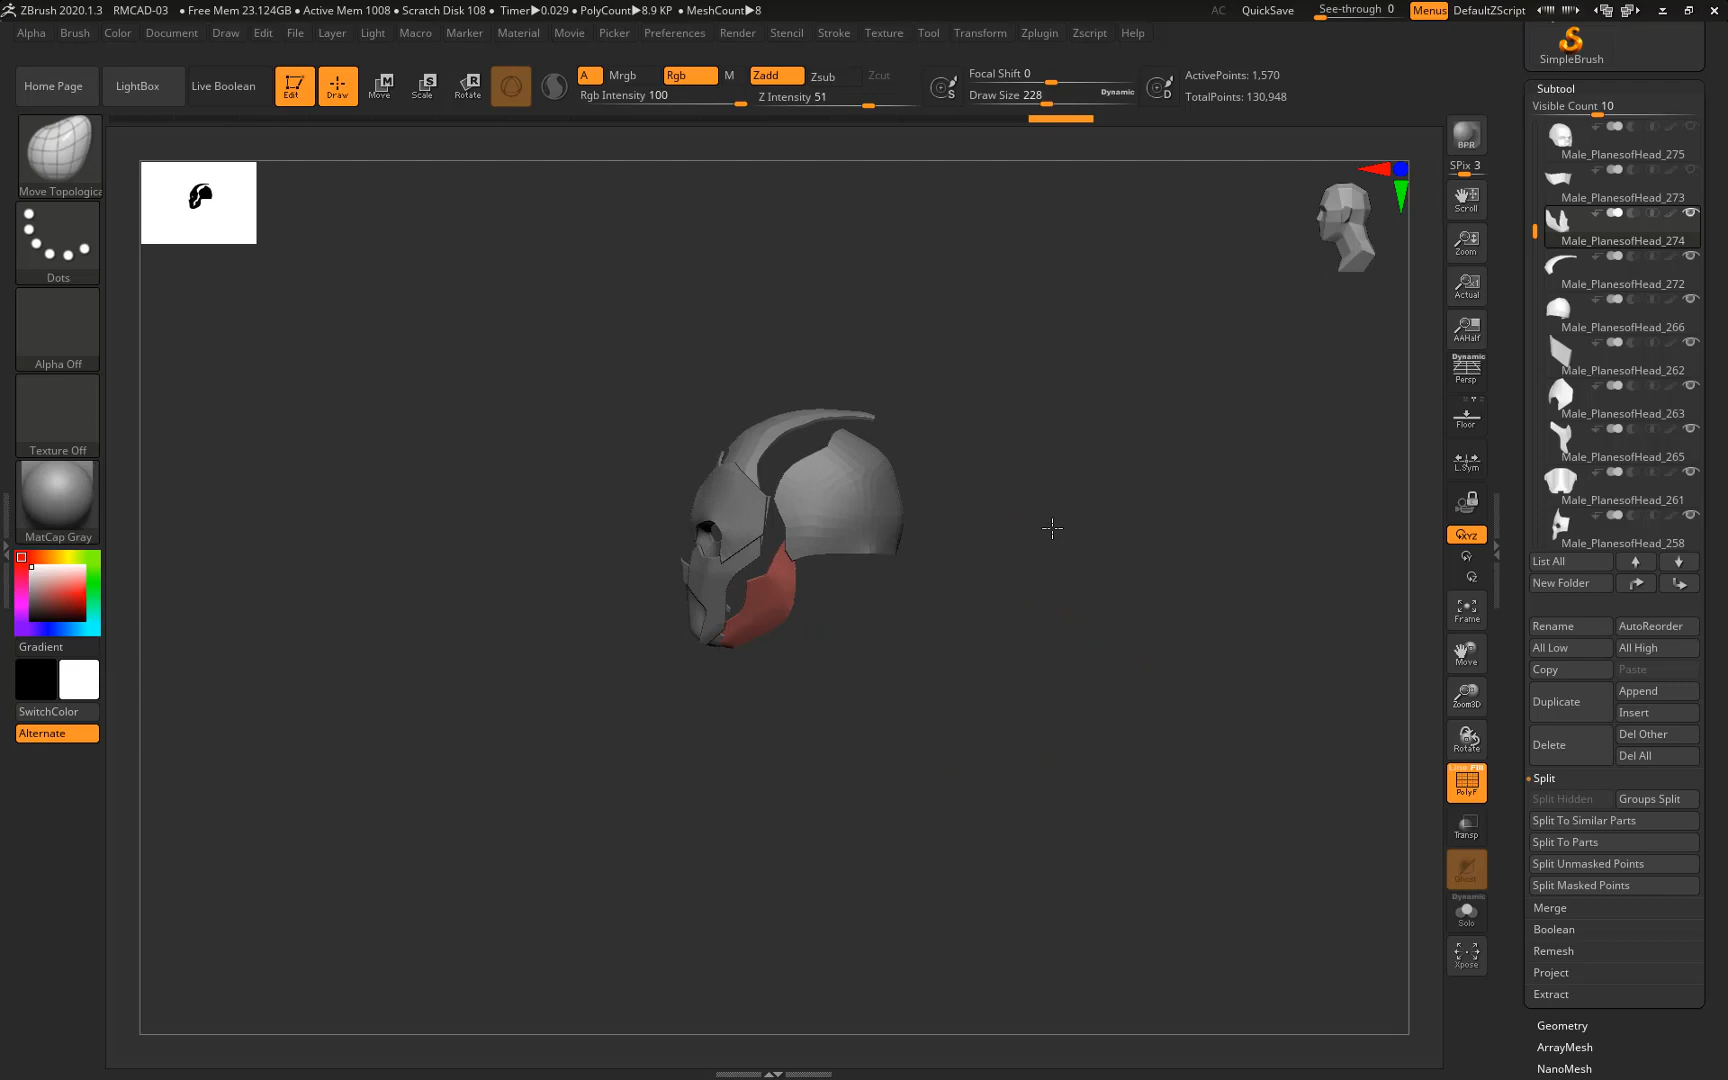 ZBrush 2020.1.3 RMCAD-03 • Free Mem 23.124GB • Active Mem 1008 • Scratch Disk 108 • Timer▶0.029 • PolyCount▶8.9 KP • MeshCount▶8 AC QuickSave See-through 0 Menus DefaultZScript
Alpha Brush Color Document Draw Edit File Layer Light Macro Marker Material Movie Picker Preferences Render Stencil Stroke Texture Tool Transform Zplugin Zscript Help
Home Page LightBox Live Boolean Edit Draw Move Scale Rotate
A Mrgb Rgb M Zadd Zsub Zcut
Rgb Intensity 100 Z Intensity 51
S Focal Shift 0
Draw Size 228 Dynamic D
ActivePoints: 1,570
TotalPoints: 130,948
Move Topologica
Dots
Alpha Off
Texture Off
MatCap Gray
Gradient
SwitchColor
Alternate
BPR
SPix 3
Scroll
Zoom
Actual
AAHalf
Dynamic
Persp
Floor
L.Sym
XYZ
Y
Z
Frame
Move
Zoom3D
Rotate
Line Fill
PolyF
Transp
Ghost
Dynamic
Solo
Xpose
SimpleBrush
Subtool
Visible Count 10
Male_PlanesofHead_275
Male_PlanesofHead_273
Male_PlanesofHead_274
Male_PlanesofHead_272
Male_PlanesofHead_266
Male_PlanesofHead_262
Male_PlanesofHead_263
Male_PlanesofHead_265
Male_PlanesofHead_261
Male_PlanesofHead_258
List All
New Folder
Rename AutoReorder
All Low All High
Copy Paste
Duplicate Append
Insert
Delete Del Other
Del All
Split
Split Hidden Groups Split
Split To Similar Parts
Split To Parts
Split Unmasked Points
Split Masked Points
Merge
Boolean
Remesh
Project
Extract
Geometry
ArrayMesh
NanoMesh